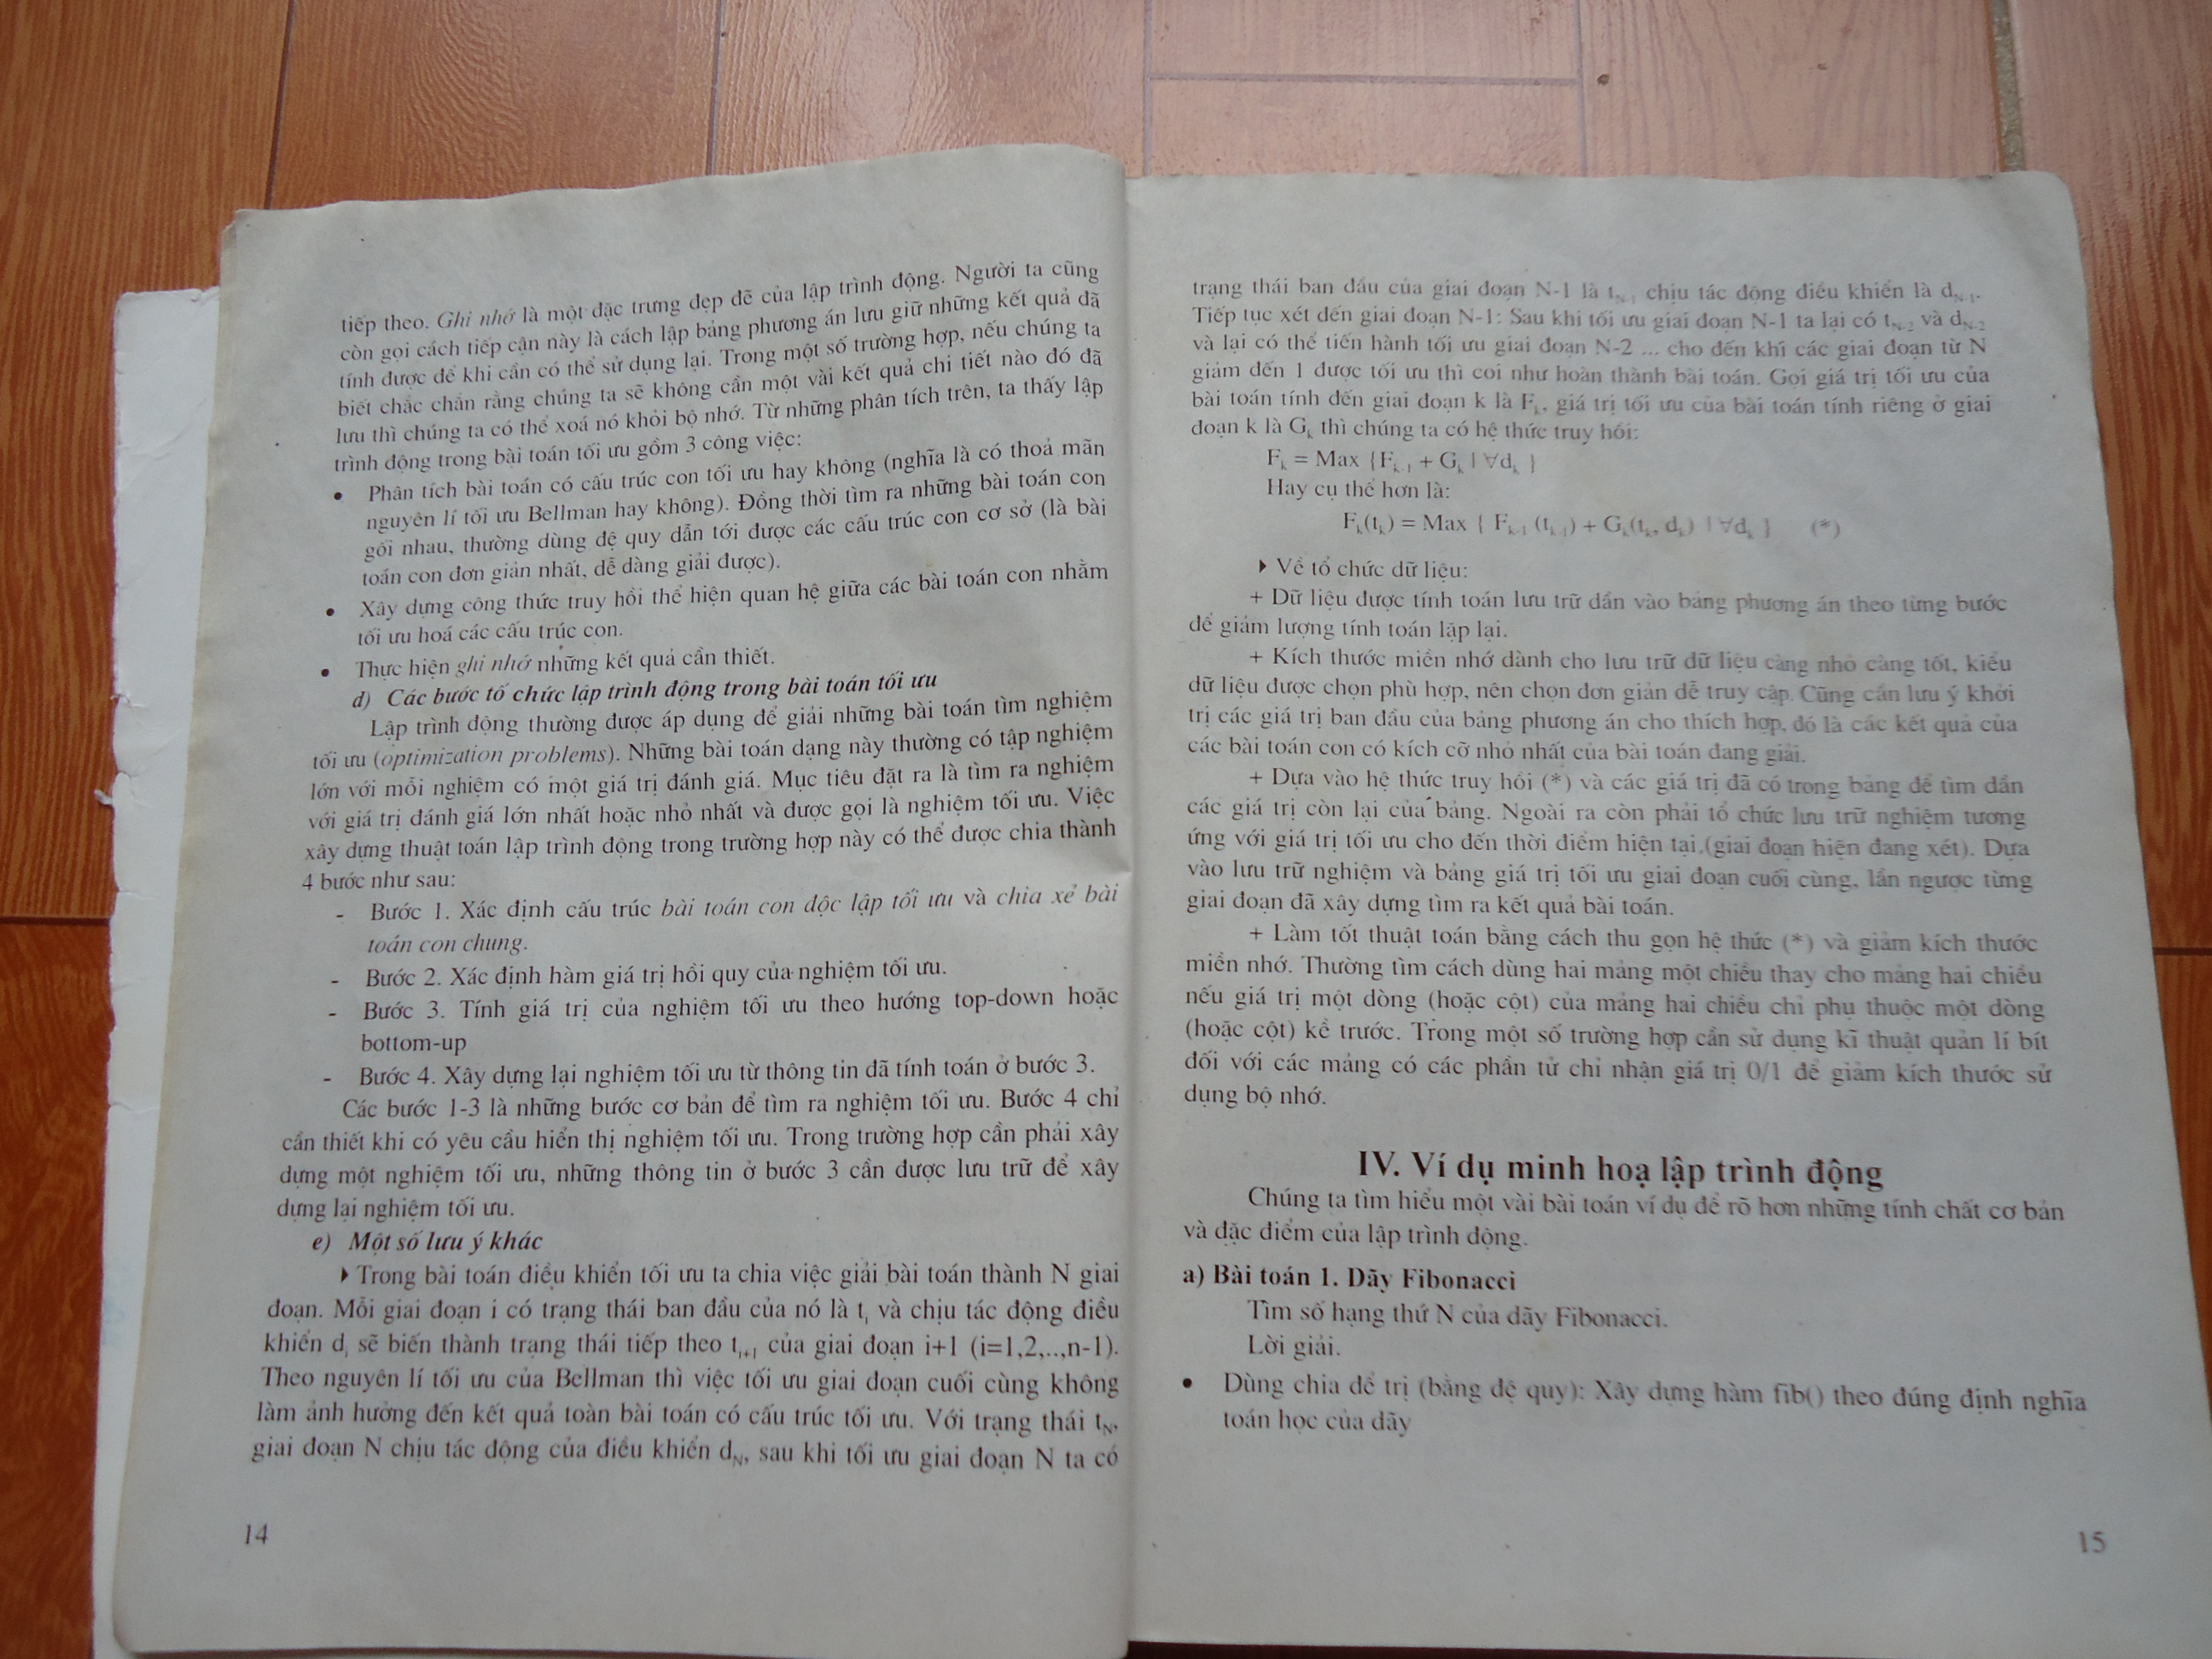 tiếp theo. Ghi nhớ là một đặc trưng đẹp đẽ của lập trình động. Người ta cũng
còn gọi cách tiếp cận này là cách lập bảng phương án lưu giữ những kết quả đã
tính được để khi cần có thể sử dụng lại. Trong một số trường hợp, nếu chúng ta
biết chắc chắn rằng chúng ta sẽ không cần một vài kết quả chi tiết nào đó đã
lưu thì chúng ta có thể xoá nó khỏi bộ nhớ. Từ những phân tích trên, ta thấy lập
trình động trong bài toán tối ưu gồm 3 công việc:
• Phân tích bài toán có cấu trúc con tối ưu hay không (nghĩa là có thoả mãn
nguyên lí tối ưu Bellman hay không). Đồng thời tìm ra những bài toán con
gối nhau, thường dùng đệ quy dẫn tới được các cấu trúc con cơ sở (là bài
toán con đơn giản nhất, dễ dàng giải được).
• Xây dựng công thức truy hồi thể hiện quan hệ giữa các bài toán con nhằm
tối ưu hoá các cấu trúc con.
• Thực hiện ghi nhớ những kết quả cần thiết.
d) Các bước tổ chức lập trình động trong bài toán tối ưu
Lập trình động thường được áp dụng để giải những bài toán tìm nghiệm
tối ưu (optimization problems). Những bài toán dạng này thường có tập nghiệm
lớn với mỗi nghiệm có một giá trị đánh giá. Mục tiêu đặt ra là tìm ra nghiệm
với giá trị đánh giá lớn nhất hoặc nhỏ nhất và được gọi là nghiệm tối ưu. Việc
xây dựng thuật toán lập trình động trong trường hợp này có thể được chia thành
4 bước như sau:
- Bước 1. Xác định cấu trúc bài toán con độc lập tối ưu và chia xẻ bài
toán con chung.
- Bước 2. Xác định hàm giá trị hồi quy của nghiệm tối ưu.
- Bước 3. Tính giá trị của nghiệm tối ưu theo hướng top-down hoặc
bottom-up
- Bước 4. Xây dựng lại nghiệm tối ưu từ thông tin đã tính toán ở bước 3.
Các bước 1-3 là những bước cơ bản để tìm ra nghiệm tối ưu. Bước 4 chỉ
cần thiết khi có yêu cầu hiển thị nghiệm tối ưu. Trong trường hợp cần phải xây
dựng một nghiệm tối ưu, những thông tin ở bước 3 cần được lưu trữ để xây
dựng lại nghiệm tối ưu.
e) Một số lưu ý khác
▸ Trong bài toán điều khiển tối ưu ta chia việc giải bài toán thành N giai
đoạn. Mỗi giai đoạn i có trạng thái ban đầu của nó là tᵢ và chịu tác động điều
khiển dᵢ sẽ biến thành trạng thái tiếp theo tᵢ₊₁ của giai đoạn i+1 (i=1,2,..,n-1).
Theo nguyên lí tối ưu của Bellman thì việc tối ưu giai đoạn cuối cùng không
làm ảnh hưởng đến kết quả toàn bài toán có cấu trúc tối ưu. Với trạng thái t_N,
giai đoạn N chịu tác động của điều khiển d_N, sau khi tối ưu giai đoạn N ta có
14
trạng thái ban đầu của giai đoạn N-1 là t_N-1 chịu tác động điều khiển là d_N-1.
Tiếp tục xét đến giai đoạn N-1: Sau khi tối ưu giai đoạn N-1 ta lại có t_N-2 và d_N-2
và lại có thể tiến hành tối ưu giai đoạn N-2 ... cho đến khi các giai đoạn từ N
giảm đến 1 được tối ưu thì coi như hoàn thành bài toán. Gọi giá trị tối ưu của
bài toán tính đến giai đoạn k là F_k, giá trị tối ưu của bài toán tính riêng ở giai
đoạn k là G_k thì chúng ta có hệ thức truy hồi:
F_k = Max {F_k-1 + G_k | ∀d_k }
Hay cụ thể hơn là:
F_k(t_k) = Max { F_k-1 (t_k-1) + G_k(t_k, d_k) | ∀d_k } (*)
▸ Về tổ chức dữ liệu:
+ Dữ liệu được tính toán lưu trữ dần vào bảng phương án theo từng bước
để giảm lượng tính toán lặp lại.
+ Kích thước miền nhớ dành cho lưu trữ dữ liệu càng nhỏ càng tốt, kiểu
dữ liệu được chọn phù hợp, nên chọn đơn giản dễ truy cập. Cũng cần lưu ý khởi
trị các giá trị ban đầu của bảng phương án cho thích hợp, đó là các kết quả của
các bài toán con có kích cỡ nhỏ nhất của bài toán đang giải.
+ Dựa vào hệ thức truy hồi (*) và các giá trị đã có trong bảng để tìm dần
các giá trị còn lại của bảng. Ngoài ra còn phải tổ chức lưu trữ nghiệm tương
ứng với giá trị tối ưu cho đến thời điểm hiện tại (giai đoạn hiện đang xét). Dựa
vào lưu trữ nghiệm và bảng giá trị tối ưu giai đoạn cuối cùng, lần ngược từng
giai đoạn đã xây dựng tìm ra kết quả bài toán.
+ Làm tốt thuật toán bằng cách thu gọn hệ thức (*) và giảm kích thước
miền nhớ. Thường tìm cách dùng hai mảng một chiều thay cho mảng hai chiều
nếu giá trị một dòng (hoặc cột) của mảng hai chiều chỉ phụ thuộc một dòng
(hoặc cột) kề trước. Trong một số trường hợp cần sử dụng kĩ thuật quản lí bít
đối với các mảng có các phần tử chỉ nhận giá trị 0/1 để giảm kích thước sử
dụng bộ nhớ.
IV. Ví dụ minh hoạ lập trình động
Chúng ta tìm hiểu một vài bài toán ví dụ để rõ hơn những tính chất cơ bản
và đặc điểm của lập trình động.
a) Bài toán 1. Dãy Fibonacci
Tìm số hạng thứ N của dãy Fibonacci.
Lời giải.
• Dùng chia để trị (bằng đệ quy): Xây dựng hàm fib() theo đúng định nghĩa
toán học của dãy
15